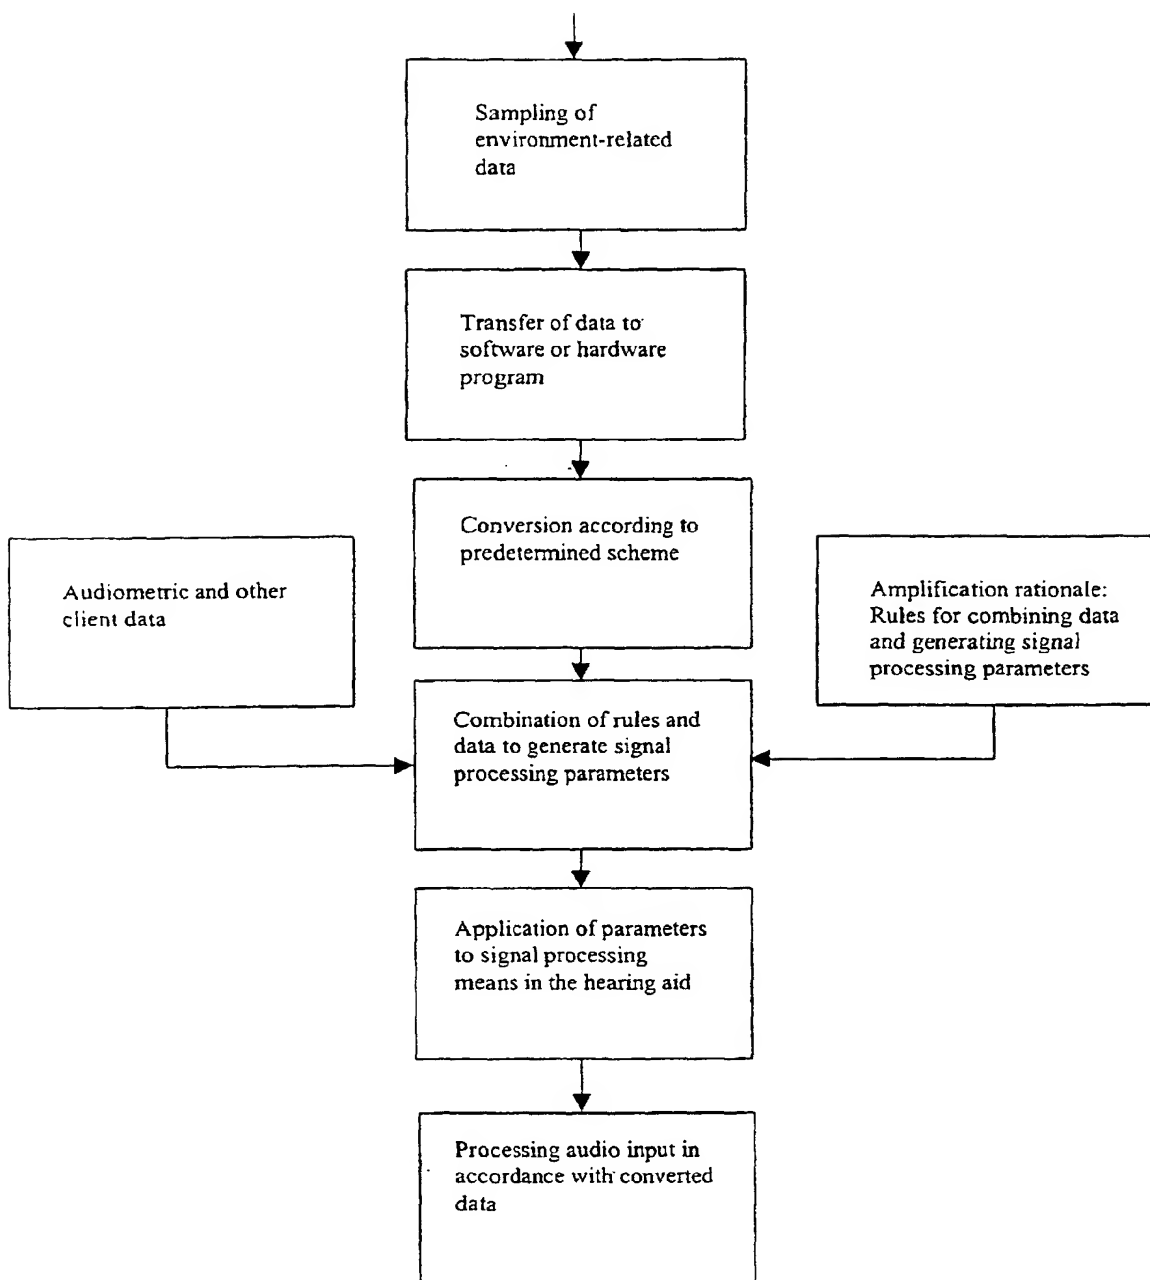 Sampling of
environment-related
data
Transfer of data to
software or hardware
program
Conversion according to
predetermined scheme
Audiometric and other
client data
Amplification rationale:
Rules for combining data
and generating signal
processing parameters
Combination of rules and
data to generate signal
processing parameters
Application of parameters
to signal processing
means in the hearing aid
Processing audio input in
accordance with converted
data